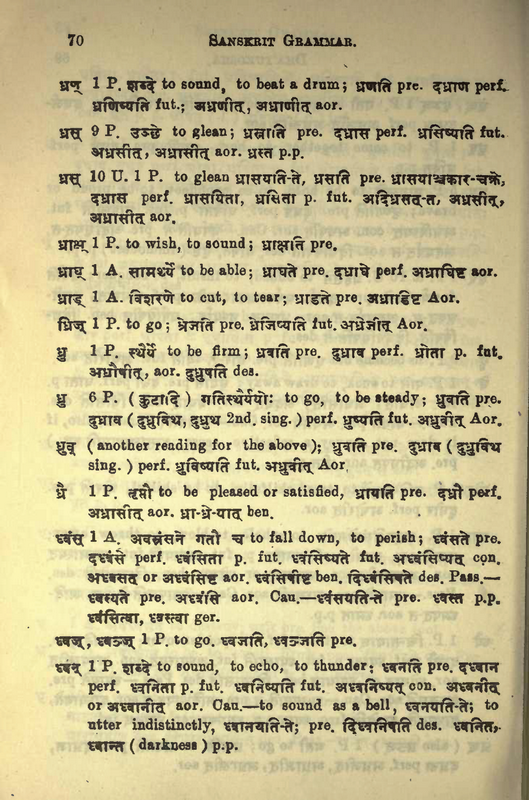 70 SANSKRIT GRAMMAR.
ध्रण् 1 P. शब्दे to sound, to beat a drum; ध्रणति pre. दध्राण perf.
ध्रणिष्यति fut.; अध्रणीत्, अध्राणीत् aor.
ध्रस् 9 P. उञ्छे to glean; ध्रस्नाति pre. दध्रास perf. ध्रसिष्यति fut.
अध्रसीत्, अध्रासीत् aor. ध्रस्त p.p.
ध्रस् 10 U. 1 P. to glean ध्रासयति-ते, ध्रसति pre. ध्रासयाञ्चकार-चक्रे,
दध्रास perf. ध्रासयिता, ध्रसिता p. fut. अदिध्रसत्-त, अध्रसीत्,
अध्रासीत् aor.
ध्राक्ष् 1 P. to wish, to sound; ध्राक्षति pre.
ध्राघ् 1 A. सामर्थ्ये to be able; ध्राघते pre. दध्राघे perf. अध्राघिष्ट aor.
ध्राड् 1 A. विशरणे to cut, to tear; ध्राडते pre. अध्राडिष्ट Aor.
ध्रिज् 1 P. to go; ध्रेजति pre. ध्रेजिष्यति fut. अध्रेजीत् Aor.
ध्रु 1 P. स्थैर्ये to be firm; ध्रवति pre. दुध्राव perf. ध्रोता p. fut.
अध्रौषीत्, aor. दुध्रुषति des.
ध्रु 6 P. (कुटादि) गतिस्थैर्ययोः to go, to be steady; ध्रुवति pre.
दुध्राव (दुध्रुविथ, दुध्रुथ 2nd. sing.) perf. ध्रुष्यति fut. अध्रुवीत् Aor.
ध्रुव् (another reading for the above); ध्रुवति pre. दुध्राव (दुध्रुविथ
sing.) perf. ध्रुविष्यति fut. अध्रुवीत् Aor.
ध्रै 1 P. तृप्तौ to be pleased or satisfied, ध्रायति pre. दध्रौ perf.
अध्रासीत् aor. ध्रा-ध्रे-यात् ben.
ध्वंस् 1 A. अवस्रंसने गतौ च to fall down, to perish; ध्वंसते pre.
दध्वंसे perf. ध्वंसिता p. fut. ध्वंसिष्यते fut. अध्वंसिष्यत् con.
अध्वसत् or अध्वंसिष्ट aor. ध्वंसिषीष्ट ben. दिध्वंसिषते des. Pass.—
ध्वस्यते pre. अध्वंसि aor. Cau.—ध्वंसयति-ते pre. ध्वस्त p.p.
ध्वंसित्वा, ध्वस्त्वा ger.
ध्वज्, ध्वञ्ज् 1 P. to go. ध्वजति, ध्वञ्जति pre.
ध्वन् 1 P. शब्दे to sound, to echo, to thunder; ध्वनति pre. दध्वान
perf. ध्वनिता p. fut. ध्वनिष्यति fut. अध्वनिष्यत् con. अध्वनीत्
or अध्वानीत् aor. Cau.—to sound as a bell, ध्वनयति-ते; to
utter indistinctly, ध्वानयति-ते; pre. दिध्वनिषति des. ध्वनित,
ध्वान्त (darkness) p.p.